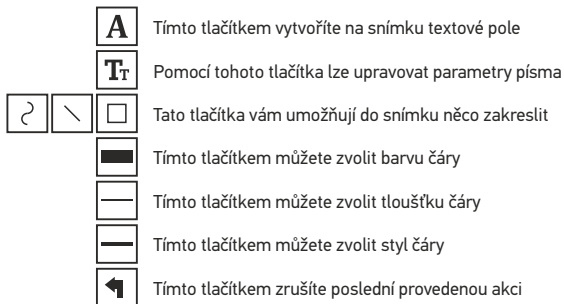 A Tímto tlačítkem vytvoříte na snímku textové pole
TT Pomocí tohoto tlačítka lze upravovat parametry písma
Tato tlačítka vám umožňují do snímku něco zakreslit
Tímto tlačítkem můžete zvolit barvu čáry
Tímto tlačítkem můžete zvolit tloušťku čáry
Tímto tlačítkem můžete zvolit styl čáry
Tímto tlačítkem zrušíte poslední provedenou akci